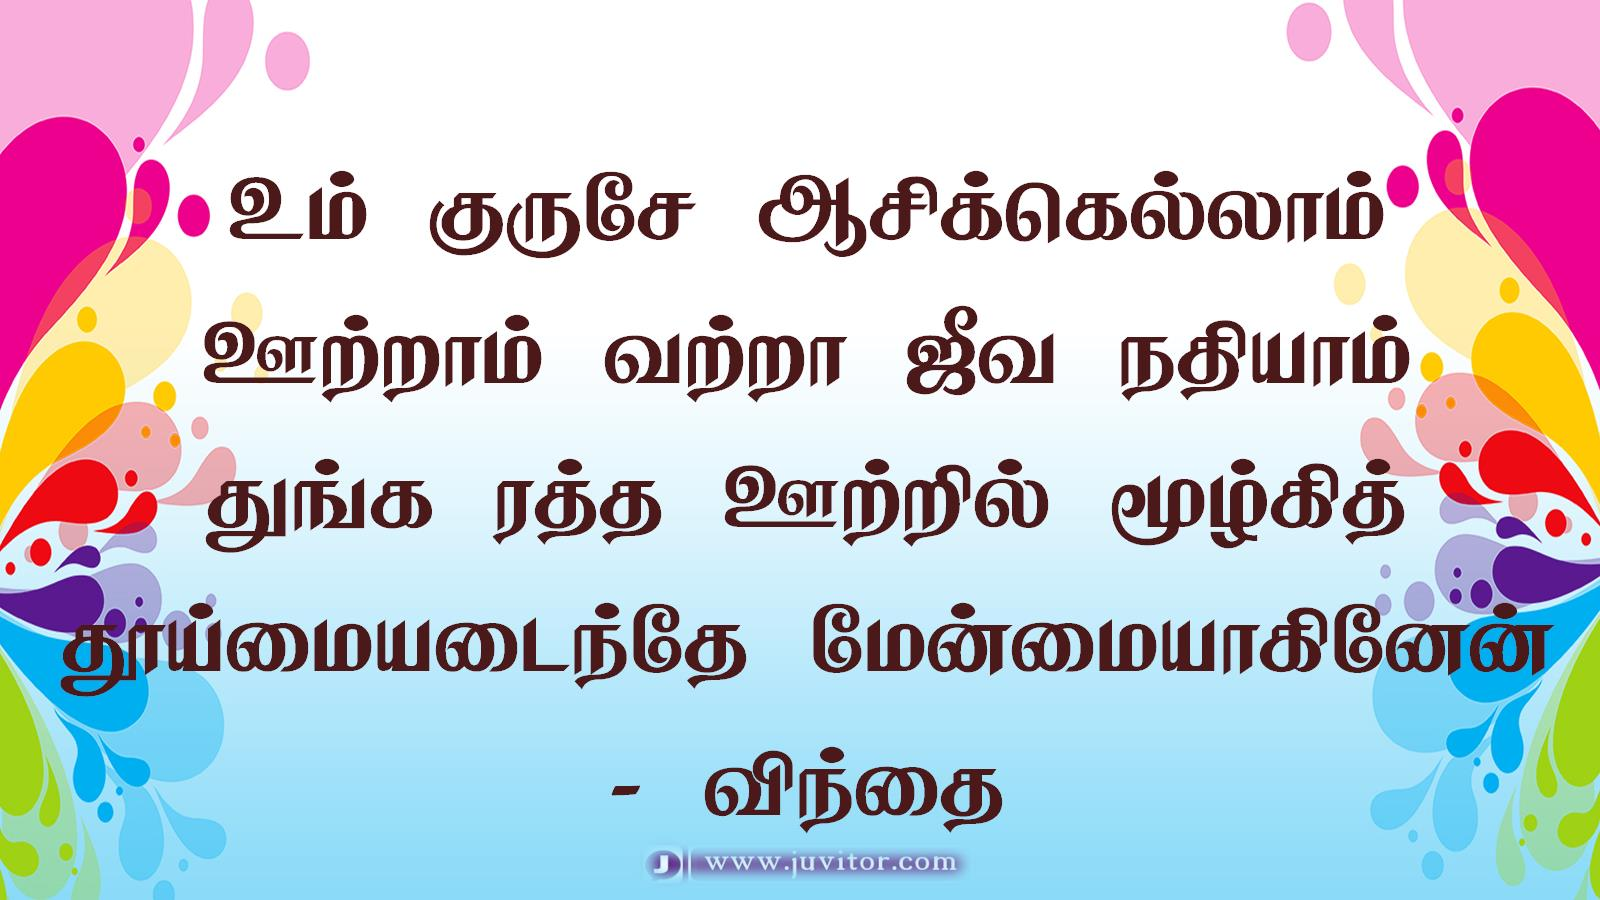 உம் குருசே ஆசிக்கெல்லாம்
ஊற்றாம் வற்றா ஜீவ நதியாம்
துங்க ரத்த ஊற்றில் மூழ்கித்
தூய்மையடைந்தே மேன்மையாகினேன்
- விந்தை
J | www.juvitor.com